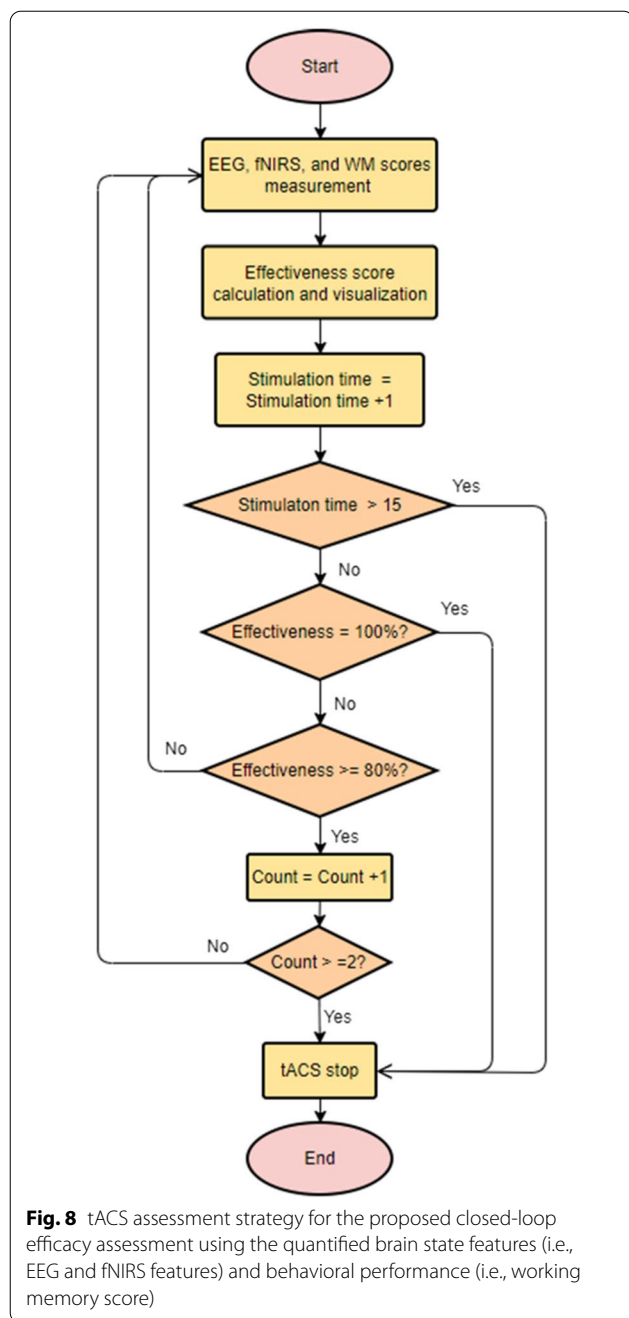 Start
EEG, fNIRS, and WM scores
measurement
Effectiveness score
calculation and visualization
Stimulation time =
Stimulation time +1
Stimulaton time > 15
Yes
No
Effectiveness = 100%?
Yes
No
Effectiveness >= 80%?
No
Yes
Count = Count +1
Count > =2?
No
Yes
tACS stop
End
Fig. 8 tACS assessment strategy for the proposed closed-loop
efficacy assessment using the quantified brain state features (i.e.,
EEG and fNIRS features) and behavioral performance (i.e., working
memory score)